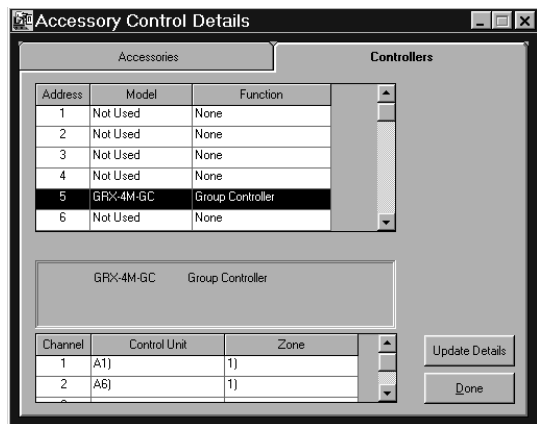 Accessory Control Details
Accessories Controllers
Address Model Function
1 Not Used None
2 Not Used None
3 Not Used None
4 Not Used None
5 GRX-4M-GC Group Controller
6 Not Used None
GRX-4M-GC Group Controller
Channel Control Unit Zone
1 A1) 1)
2 A6) 1)
Update Details
Done